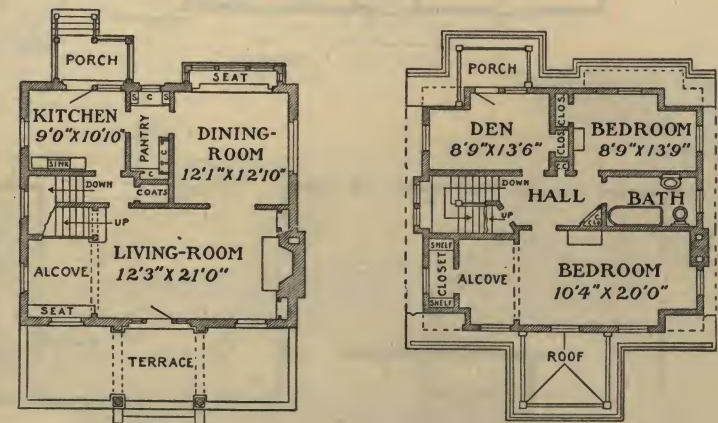 PORCH
SEAT
KITCHEN
9'0"X10'10"
S
C
S
PANTRY
DINING-
ROOM
12'1"X12'10"
SINK
C
DOWN
COATS
UP
LIVING-ROOM
12'3"X21'0"
ALCOVE
SEAT
TERRACE
PORCH
DEN
8'9"X13'6"
CLOS.
CLOS
BEDROOM
8'9"X13'9"
DOWN
HALL
BATH
UP
SHELF
CLOSET
SHELF
ALCOVE
BEDROOM
10'4"X20'0"
ROOF